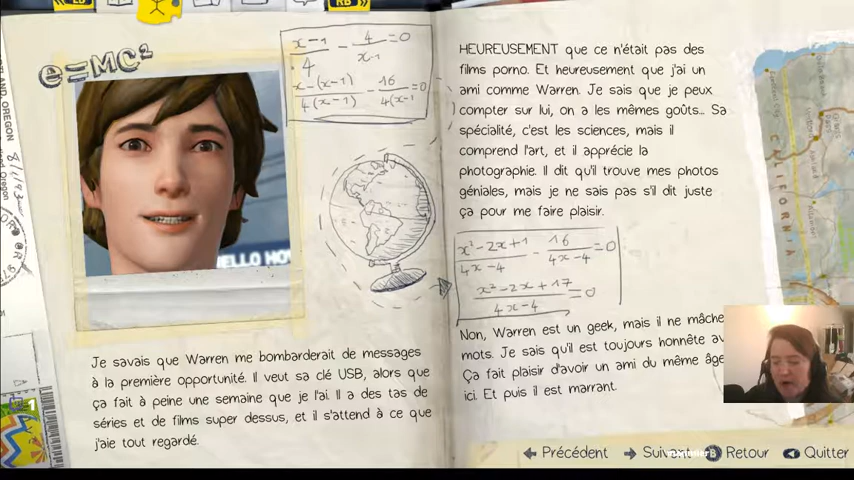 RB
e=MC²
x-1/4 - 4/x-1 =0
x-(x-1)/4(x-1) - 16/4(x-1 =0
HELLO HO
Je savais que Warren me bombarderait de messages
à la première opportunité. Il veut sa clé USB, alors que
ça fait à peine une semaine que je l'ai. Il a des tas de
séries et de films super dessus, et il s'attend à ce que
j'aie tout regardé.
HEUREUSEMENT que ce n'était pas des
films porno. Et heureusement que j'ai un
ami comme Warren. Je sais que je peux
compter sur lui, on a les mêmes goûts... Sa
spécialité, c'est les sciences, mais il
comprend l'art, et il apprécie la
photographie. Il dit qu'il trouve mes photos
géniales, mais je ne sais pas s'il dit juste
ça pour me faire plaisir.
x²-2x+1/4x-4 - 16/4x-4 =0
x²-2x+17/4x-4 =0
Non, Warren est un geek, mais il ne mâche
mots. Je sais qu'il est toujours honnête av
Ça fait plaisir d'avoir un ami du même âge
ici. Et puis il est marrant.
CALIFORNIA
Précédent
Retour
Quitter